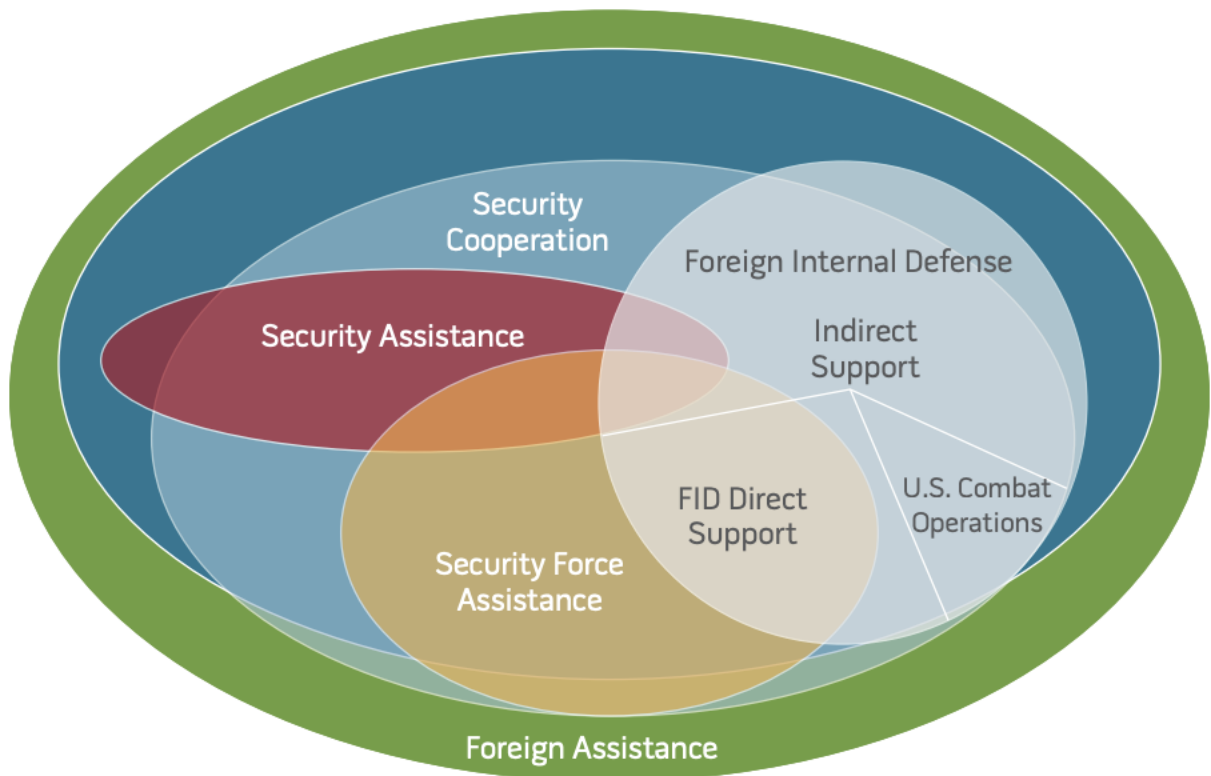 Security
Cooperation
Foreign Internal Defense
Security Assistance
Indirect
Support
FID Direct
Support
U.S. Combat
Operations
Security Force
Assistance
Foreign Assistance